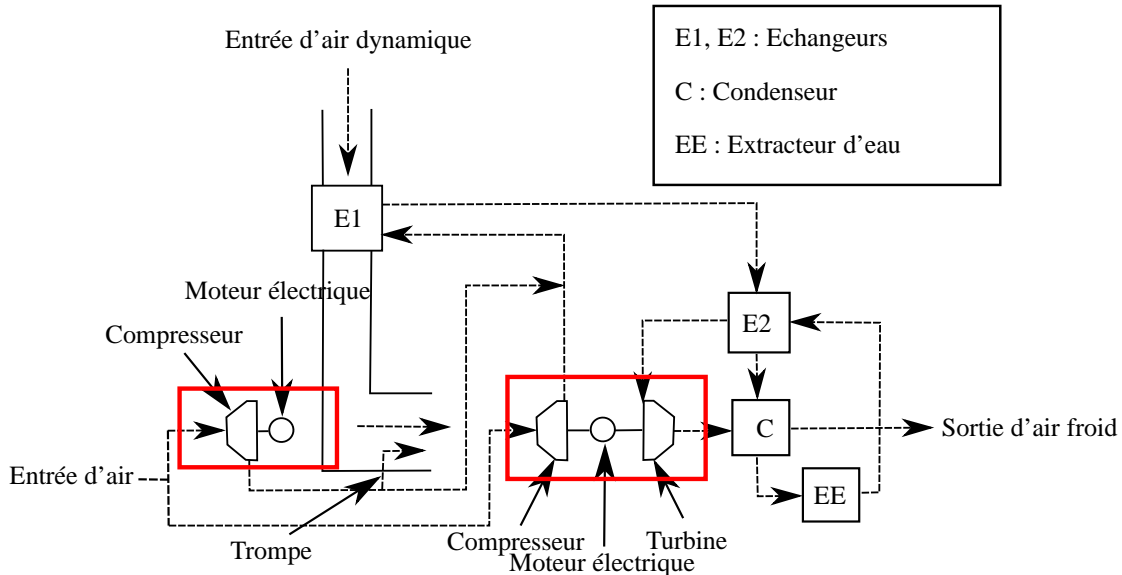 Entrée d'air dynamique
E1, E2 : Echangeurs
C : Condenseur
EE : Extracteur d'eau
E1
Moteur électrique
E2
Compresseur
C
Sortie d'air froid
Entrée d'air
EE
Trompe
Compresseur
Turbine
Moteur électrique